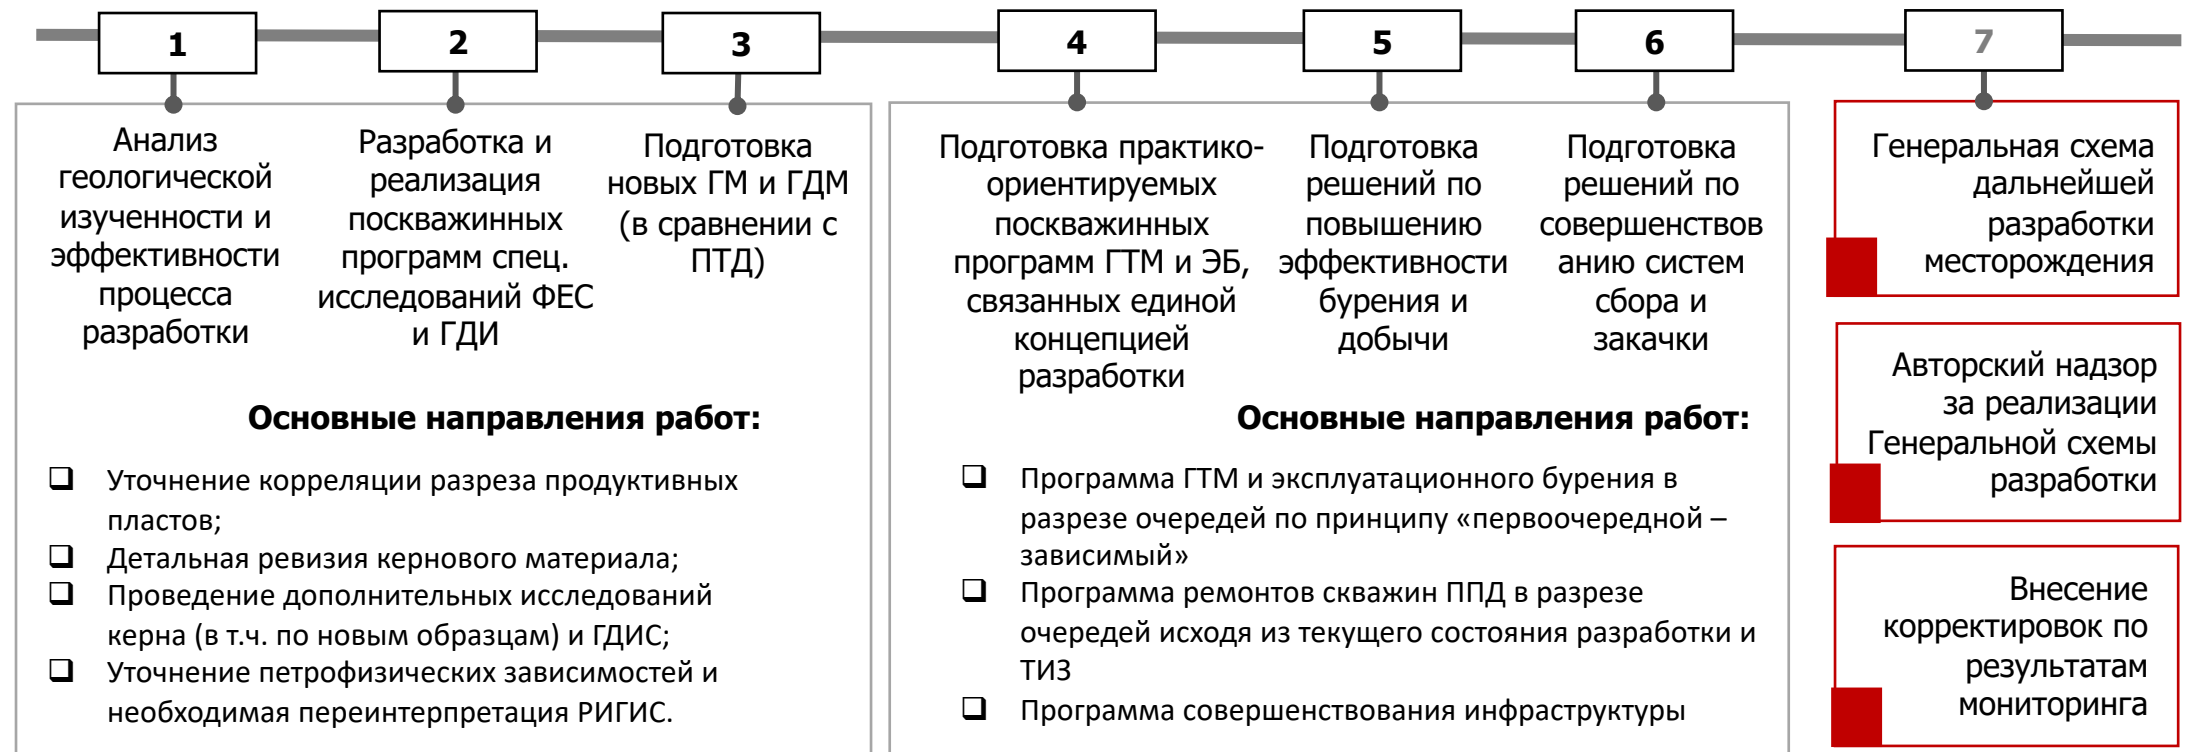 1
2
3
4
5
6
7
Анализ
геологической
изученности и
эффективности
процесса
разработки
Разработка и
реализация
поскважинных
программ спец.
исследований ФЕС
и ГДИ
Подготовка
новых ГМ и ГДМ
(в сравнении с
ПТД)
Основные направления работ:
Уточнение корреляции разреза продуктивных
пластов;
Детальная ревизия кернового материала;
Проведение дополнительных исследований
керна (в т.ч. по новым образцам) и ГДИС;
Уточнение петрофизических зависимостей и
необходимая переинтерпретация РИГИС.
Подготовка практико-
ориентируемых
поскважинных
программ ГТМ и ЭБ,
связанных единой
концепцией
разработки
Подготовка
решений по
повышению
эффективности
бурения и
добычи
Подготовка
решений по
совершенствов
анию систем
сбора и
закачки
Основные направления работ:
Программа ГТМ и эксплуатационного бурения в
разрезе очередей по принципу «первоочередной –
зависимый»
Программа ремонтов скважин ППД в разрезе
очередей исходя из текущего состояния разработки и
ТИЗ
Программа совершенствования инфраструктуры
Генеральная схема
дальнейшей
разработки
месторождения
Авторский надзор
за реализации
Генеральной схемы
разработки
Внесение
корректировок по
результатам
мониторинга